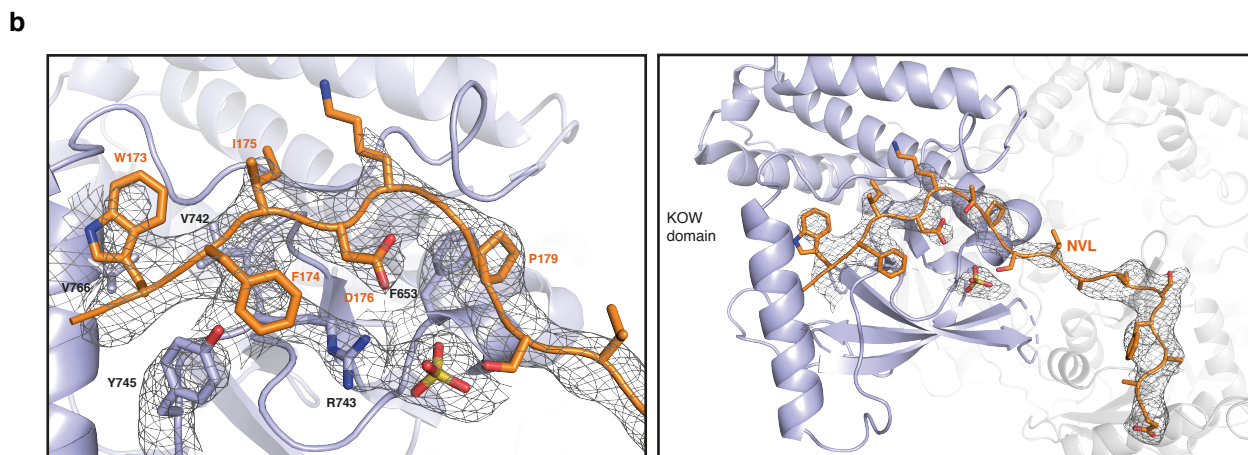 b
W173
I175
V742
V766
F174
D176
F653
P179
Y745
R743
KOW
domain
NVL